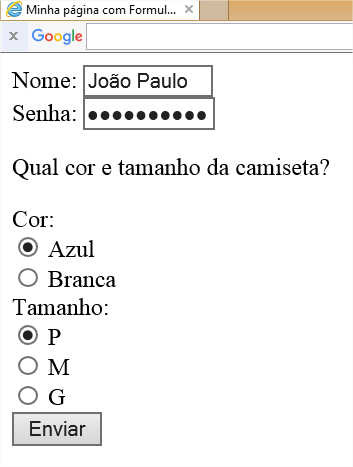 Minha página com Formul...
x Google
Nome: João Paulo
Senha: ●●●●●●●●●●
Qual cor e tamanho da camiseta?
Cor:
Azul
Branca
Tamanho:
P
M
G
Enviar